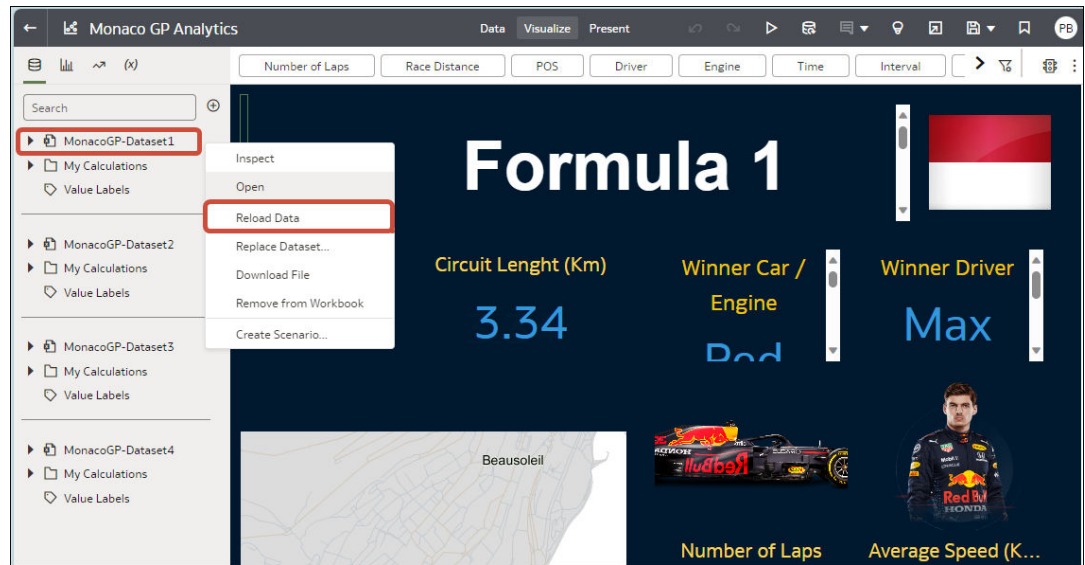 Monaco GP Analytics
Data Visualize Present
PB
(x)
Number of Laps Race Distance POS Driver Engine Time Interval
Search
MonacoGP-Dataset1
My Calculations
Value Labels
MonacoGP-Dataset2
My Calculations
Value Labels
MonacoGP-Dataset3
My Calculations
Value Labels
MonacoGP-Dataset4
My Calculations
Value Labels
Inspect
Open
Reload Data
Replace Dataset...
Download File
Remove from Workbook
Create Scenario...
Formula 1
Circuit Lenght (Km)
3.34
Winner Car /
Engine
Red
Winner Driver
Max
Beausoleil
RedBull
Red Bull
HONDA
Number of Laps
Average Speed (K...